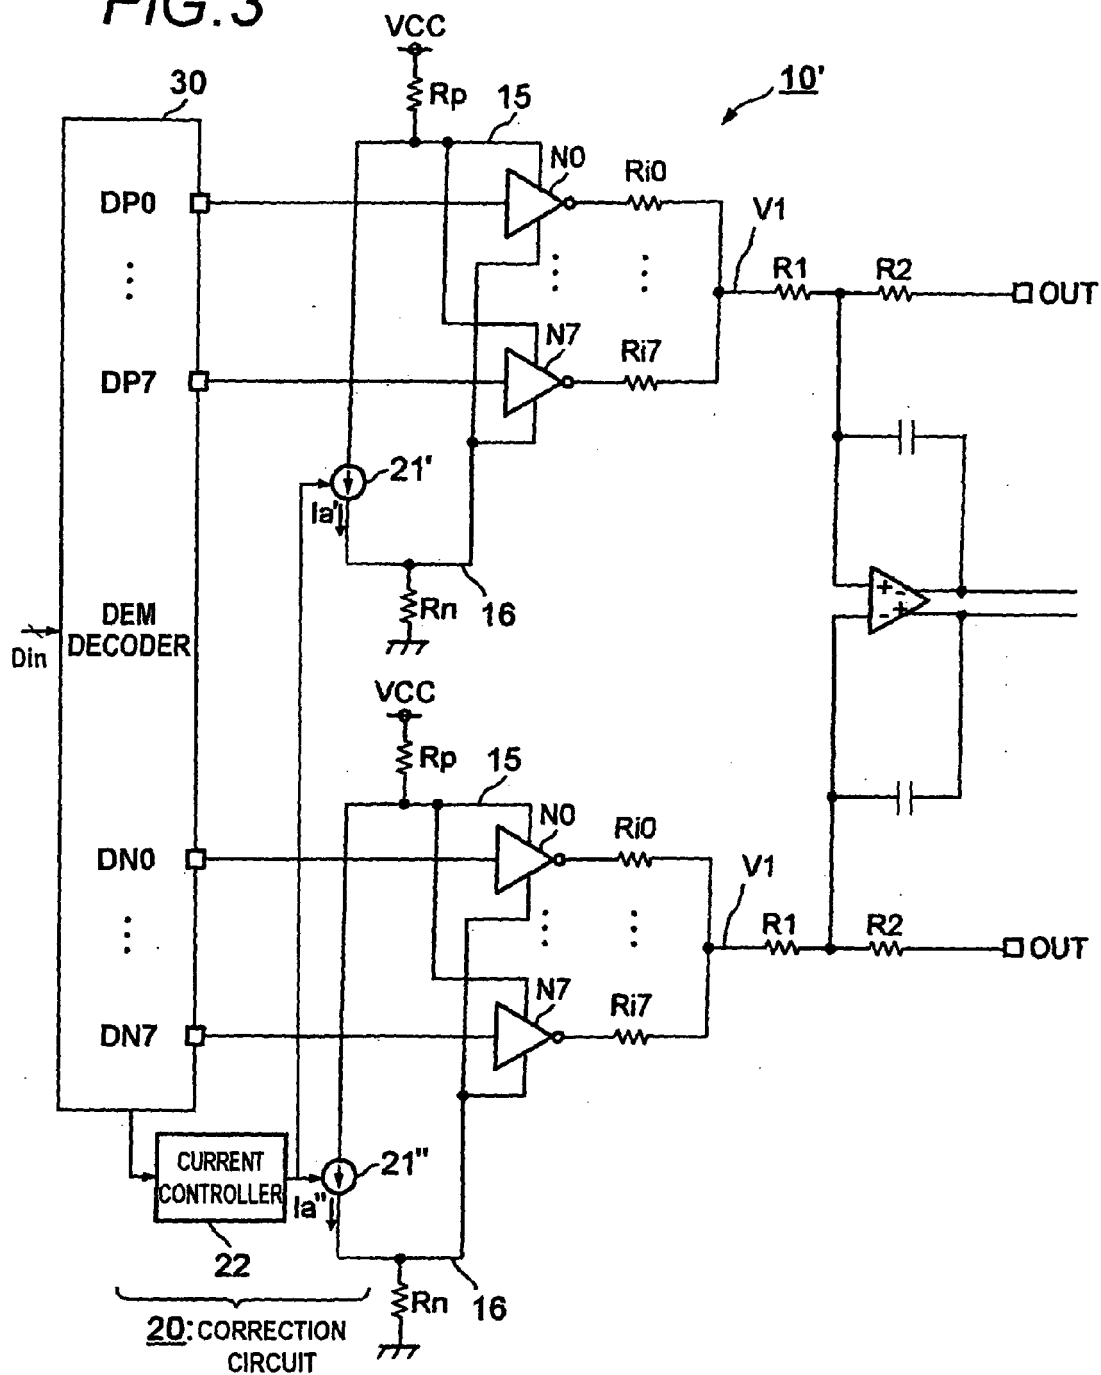 FIG.3
VCC
30
Rp
15
10'
N0
Ri0
DP0
V1
R1
R2
OUT
N7
Ri7
DP7
21'
Ia'
Rn
16
DEM
DECODER
Din
+ -
- +
VCC
Rp
15
N0
Ri0
DN0
V1
R1
R2
OUT
N7
Ri7
DN7
CURRENT
CONTROLLER
21"
Ia"
22
Rn
16
20: CORRECTION
CIRCUIT